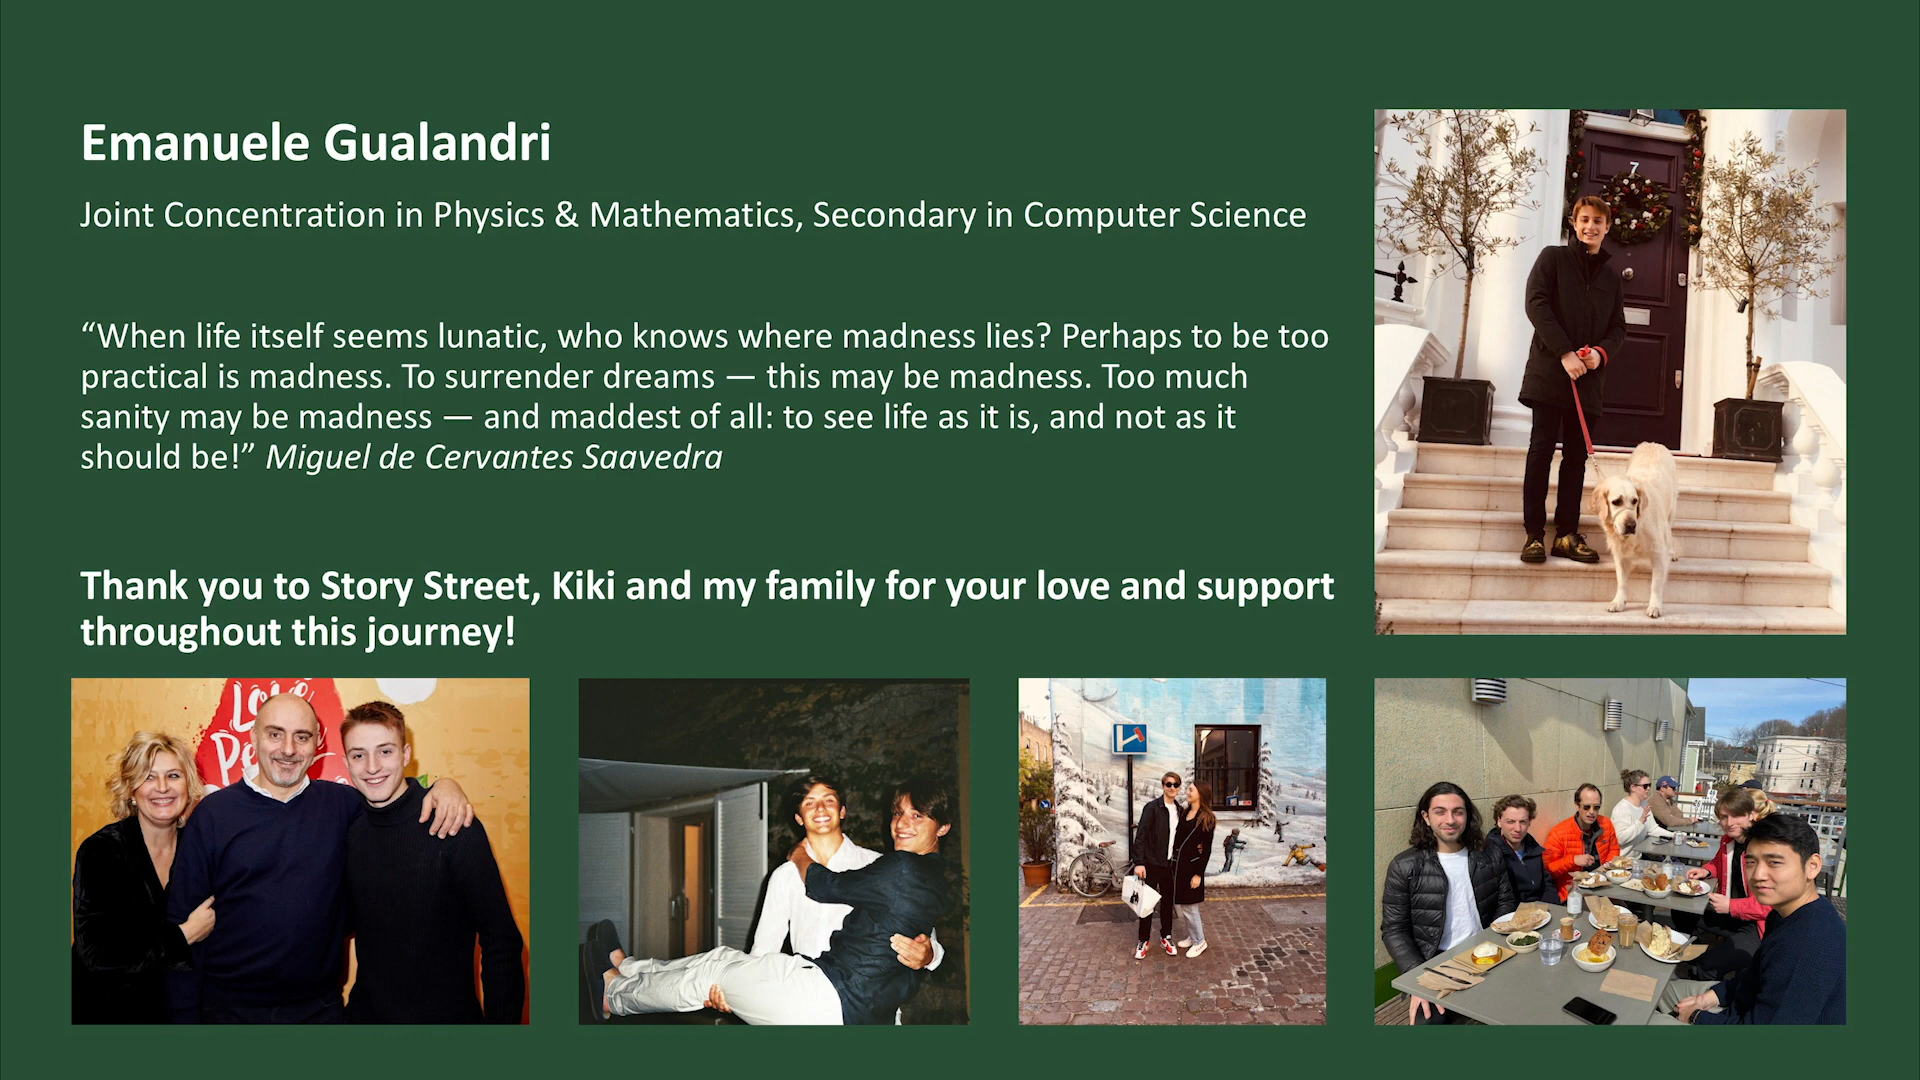 Emanuele Gualandri
Joint Concentration in Physics & Mathematics, Secondary in Computer Science
“When life itself seems lunatic, who knows where madness lies? Perhaps to be too
practical is madness. To surrender dreams — this may be madness. Too much
sanity may be madness — and maddest of all: to see life as it is, and not as it
should be!” Miguel de Cervantes Saavedra
Thank you to Story Street, Kiki and my family for your love and support
throughout this journey!
7